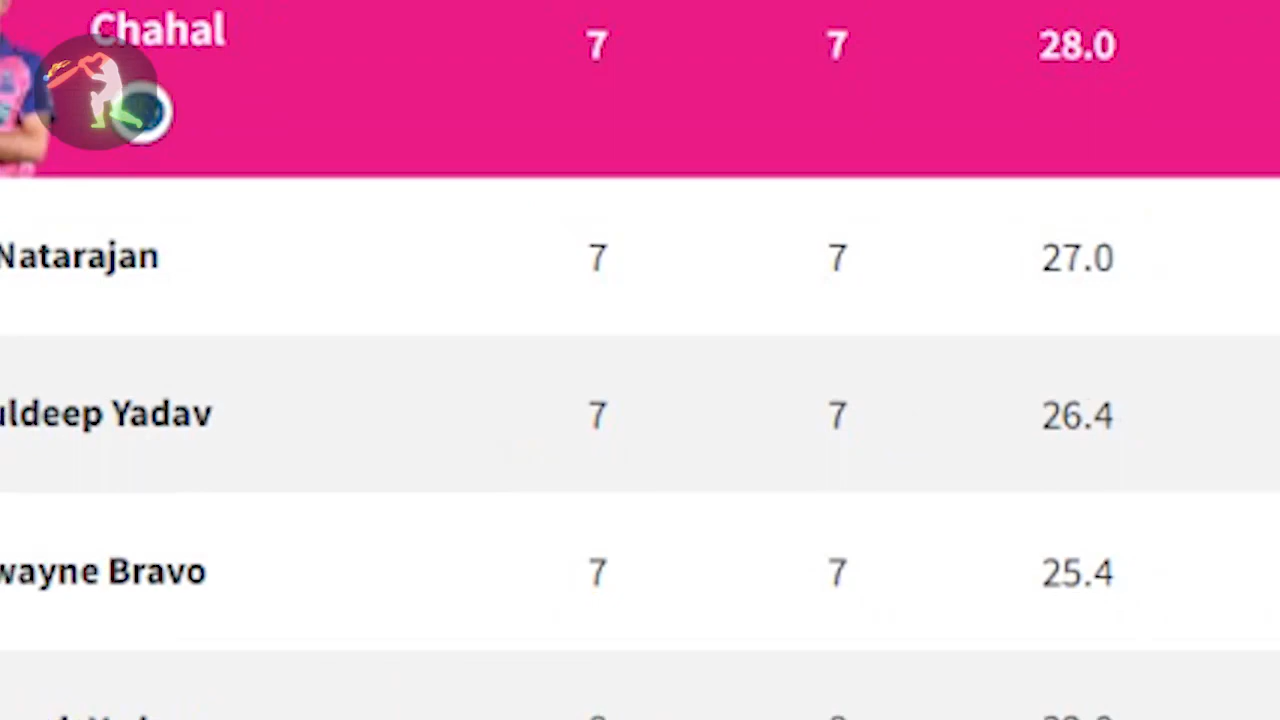 Chahal 7 7 28.0
Natarajan 7 7 27.0
uldeep Yadav 7 7 26.4
wayne Bravo 7 7 25.4